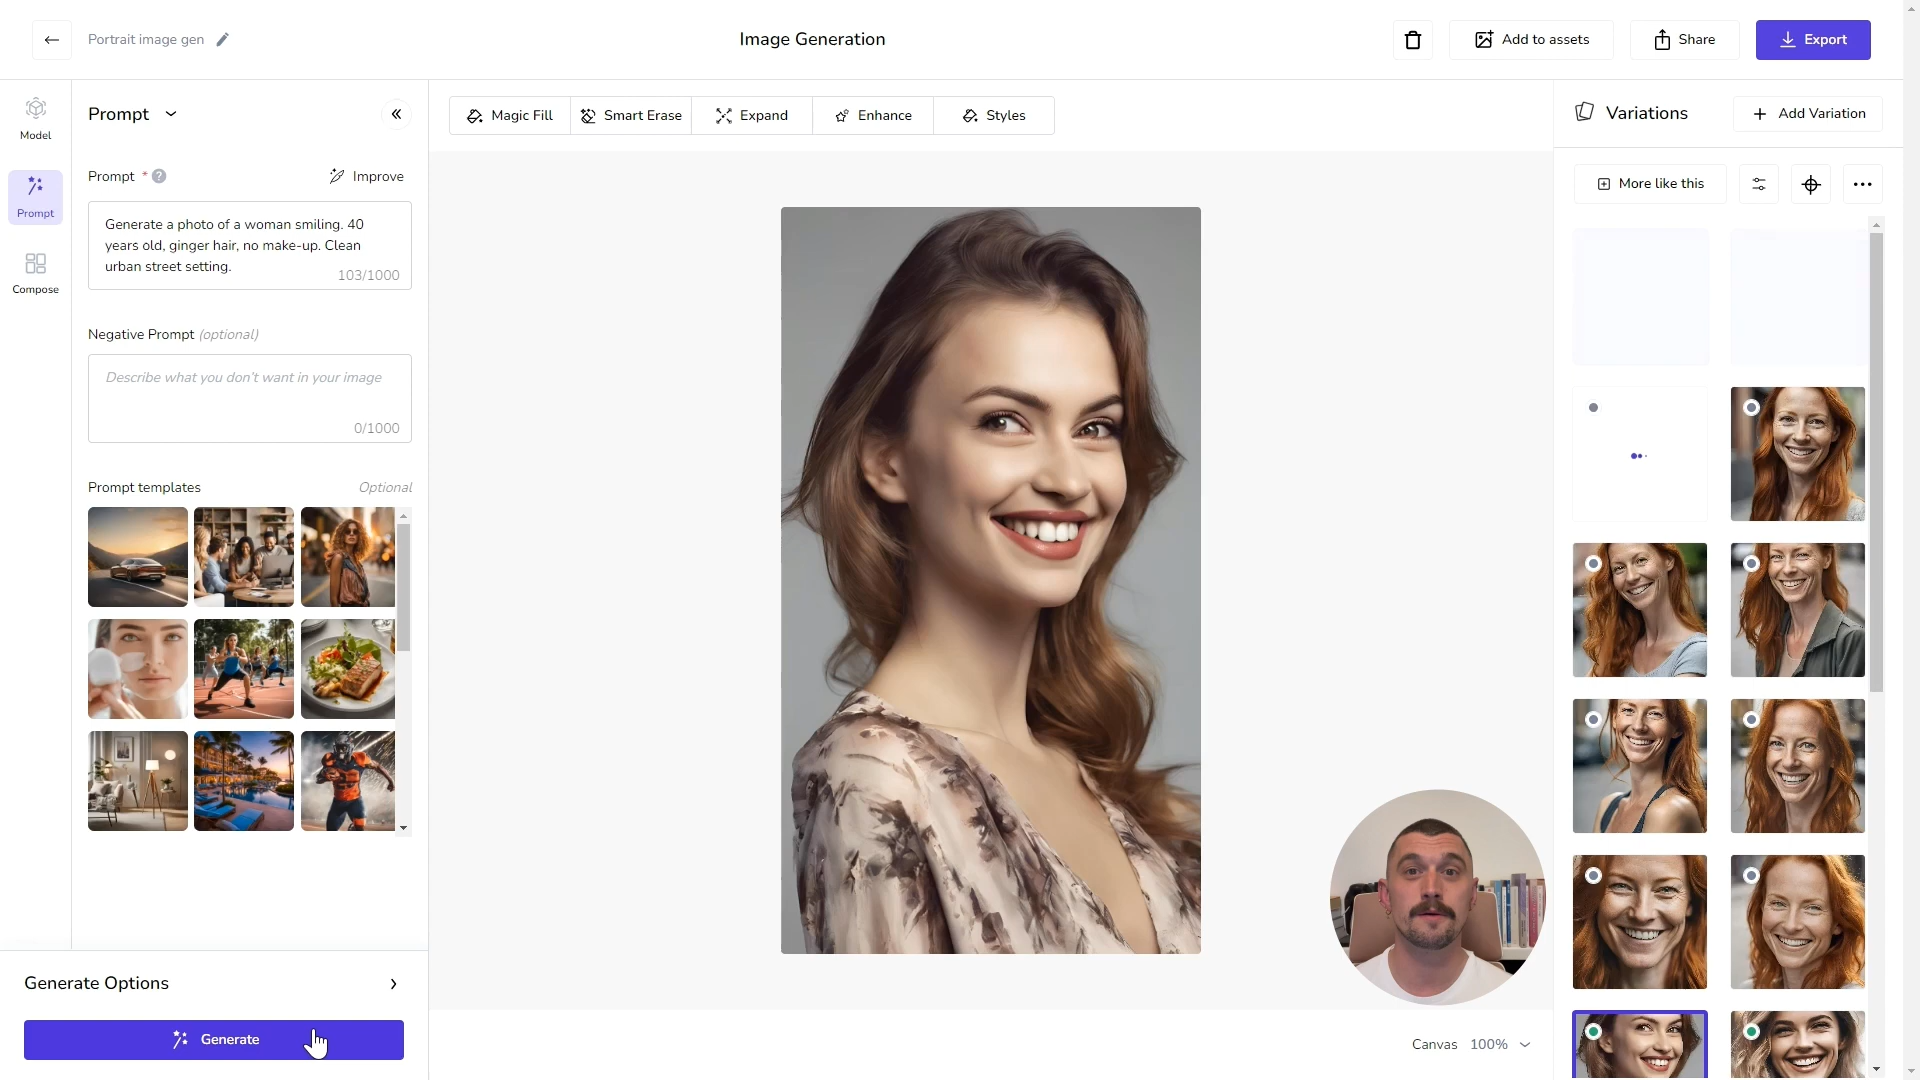 Portrait image gen
Image Generation
Add to assets
Share
Export
Model
Prompt
Compose
Prompt
Prompt * ?
Improve
Generate a photo of a woman smiling. 40
years old, ginger hair, no make-up. Clean
urban street setting.
103/1000
Negative Prompt (optional)
Describe what you don't want in your image
0/1000
Prompt templates
Optional
Generate Options
Generate
Magic Fill
Smart Erase
Expand
Enhance
Styles
Canvas 100%
Variations
Add Variation
More like this